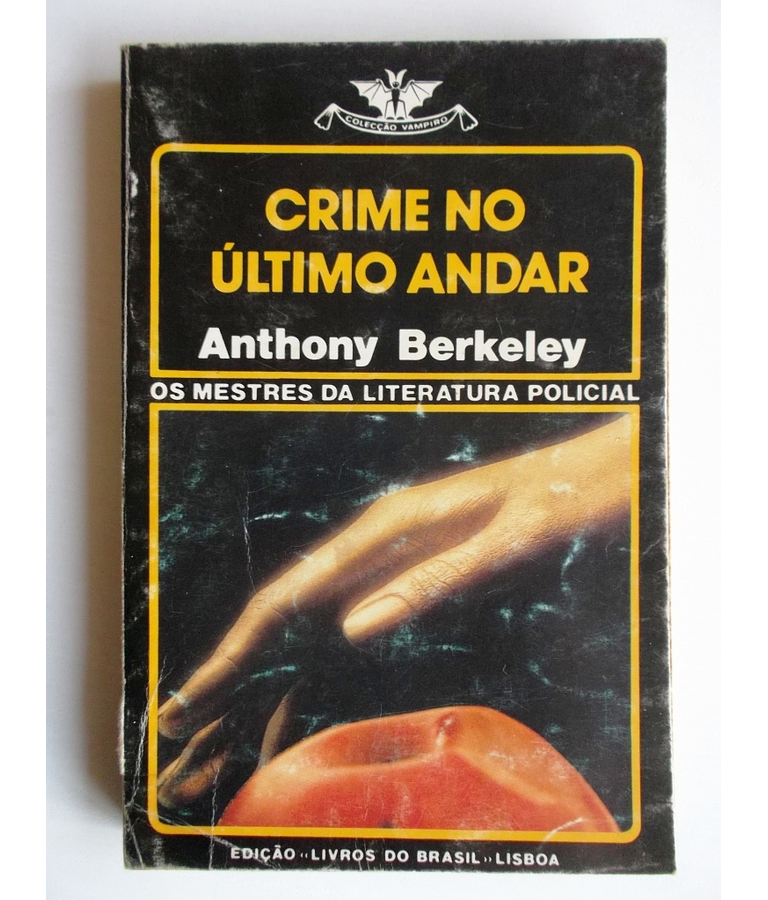 COLECÇÃO VAMPIRO
CRIME NO
ÚLTIMO ANDAR
Anthony Berkeley
OS MESTRES DA LITERATURA POLICIAL
EDIÇÃO «LIVROS DO BRASIL» LISBOA